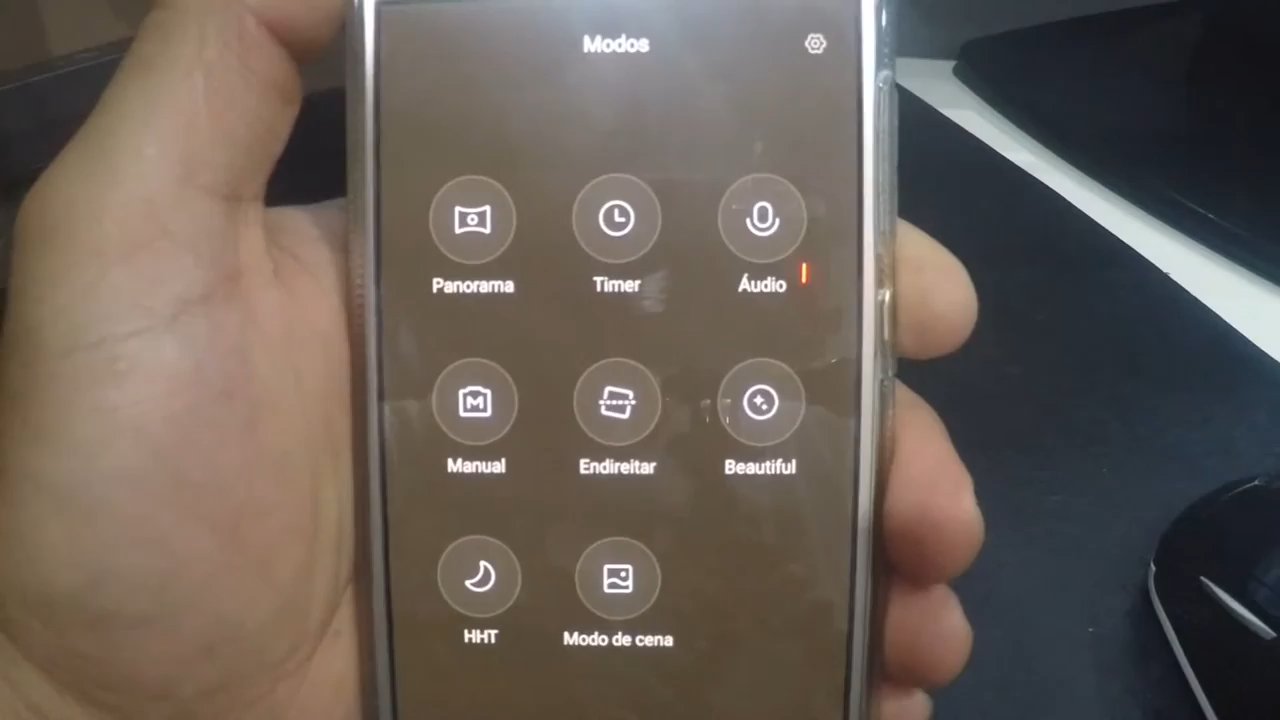 Modos
Panorama
Timer
Áudio
Manual
Endireitar
Beautiful
HHT
Modo de cena